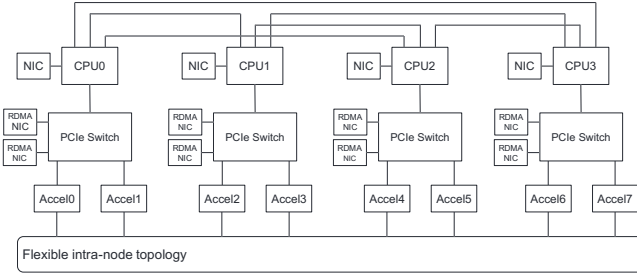 NIC
CPU0
NIC
CPU1
NIC
CPU2
NIC
CPU3
RDMA
NIC
RDMA
NIC
PCIe Switch
RDMA
NIC
RDMA
NIC
PCIe Switch
RDMA
NIC
RDMA
NIC
PCIe Switch
RDMA
NIC
RDMA
NIC
PCIe Switch
Accel0
Accel1
Accel2
Accel3
Accel4
Accel5
Accel6
Accel7
Flexible intra-node topology